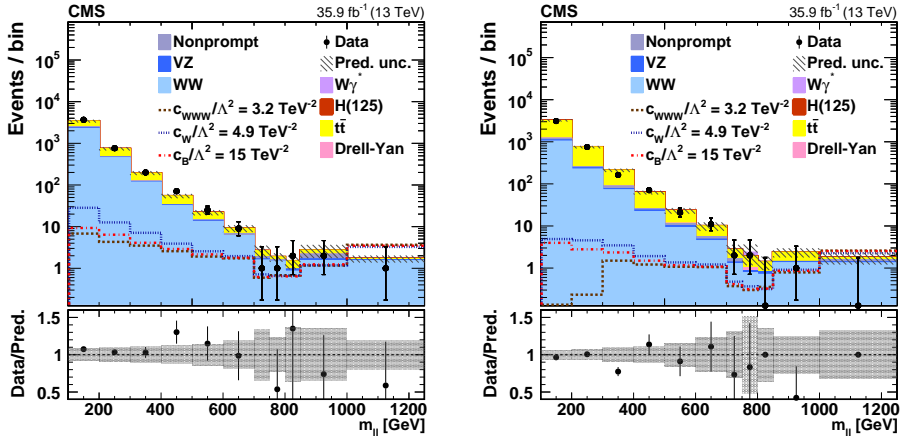 CMS 35.9 fb⁻¹ (13 TeV)
Events / bin
10⁵
10⁴
10³
10²
10
1
Nonprompt
VZ
WW
c_WWW/Λ² = 3.2 TeV⁻²
c_W/Λ² = 4.9 TeV⁻²
c_B/Λ² = 15 TeV⁻²
Data
Pred. unc.
Wγ*
H(125)
tt̄
Drell-Yan
Data/Pred.
1.5
1
0.5
200 400 600 800 1000 1200
m_ll [GeV]
CMS 35.9 fb⁻¹ (13 TeV)
Events / bin
10⁵
10⁴
10³
10²
10
1
Nonprompt
VZ
WW
c_WWW/Λ² = 3.2 TeV⁻²
c_W/Λ² = 4.9 TeV⁻²
c_B/Λ² = 15 TeV⁻²
Data
Pred. unc.
Wγ*
H(125)
tt̄
Drell-Yan
Data/Pred.
1.5
1
0.5
200 400 600 800 1000 1200
m_ll [GeV]